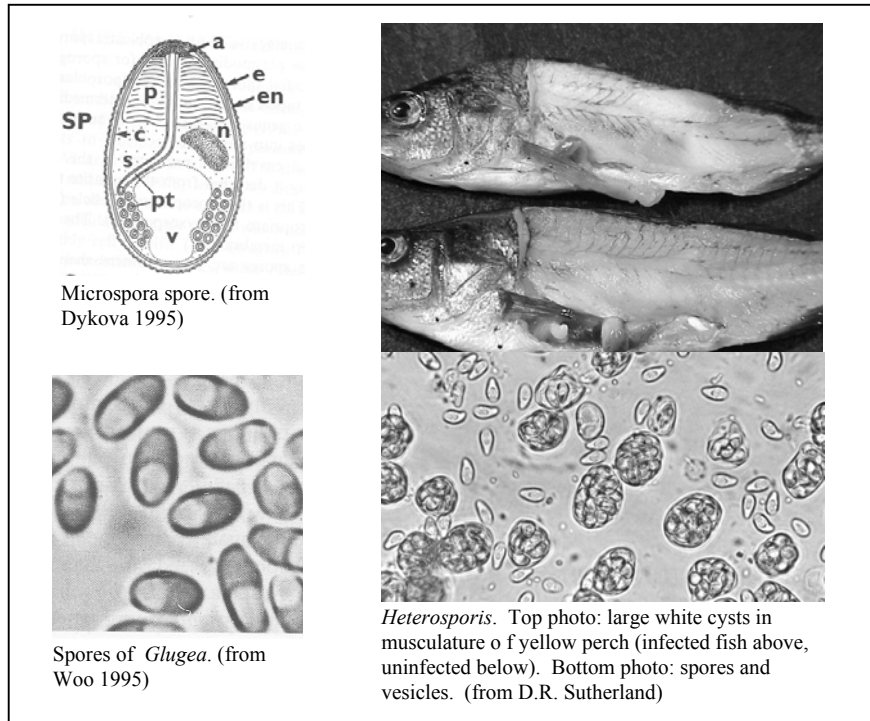 a
e
p
en
SP
n
c
s
pt
v
Microspora spore. (from
Dykova 1995)
Spores of Glugea. (from
Woo 1995)
Heterosporis. Top photo: large white cysts in
musculature o f yellow perch (infected fish above,
uninfected below). Bottom photo: spores and
vesicles. (from D.R. Sutherland)